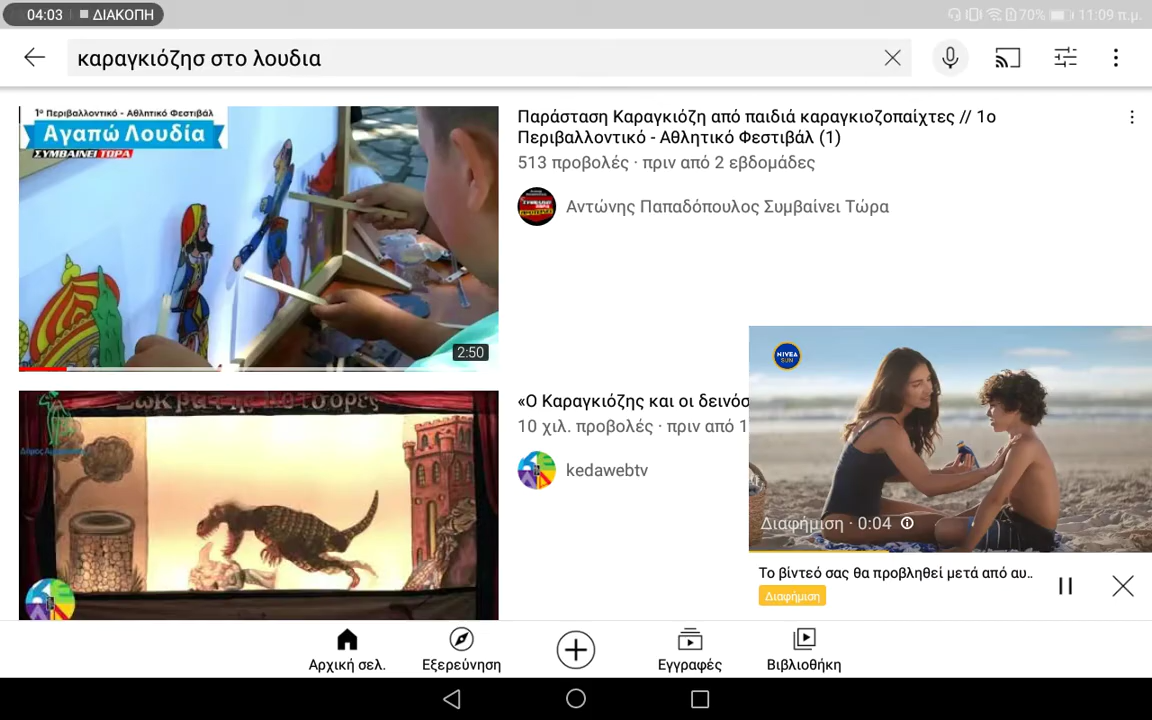 04:03 ΔΙΑΚΟΠΗ
70% 11:09 π.μ.
καραγκιόζησ στο λουδια
1ο Περιβαλλοντικό - Αθλητικό Φεστιβάλ
Αγαπώ Λουδία
ΣΥΜΒΑΙΝΕΙ ΤΩΡΑ
2:50
Παράσταση Καραγκιόζη από παιδιά καραγκιοζοπαίχτες // 1ο
Περιβαλλοντικό - Αθλητικό Φεστιβάλ (1)
513 προβολές · πριν από 2 εβδομάδες
Αντώνης Παπαδόπουλος Συμβαίνει Τώρα
«Ο Καραγκιόζης και οι δεινόσ
10 χιλ. προβολές · πριν από 1
kedawebtv
NIVEA
SUN
Διαφήμιση · 0:04
Το βίντεό σας θα προβληθεί μετά από αυ..
Διαφήμιση
Αρχική σελ.
Εξερεύνηση
Εγγραφές
Βιβλιοθήκη